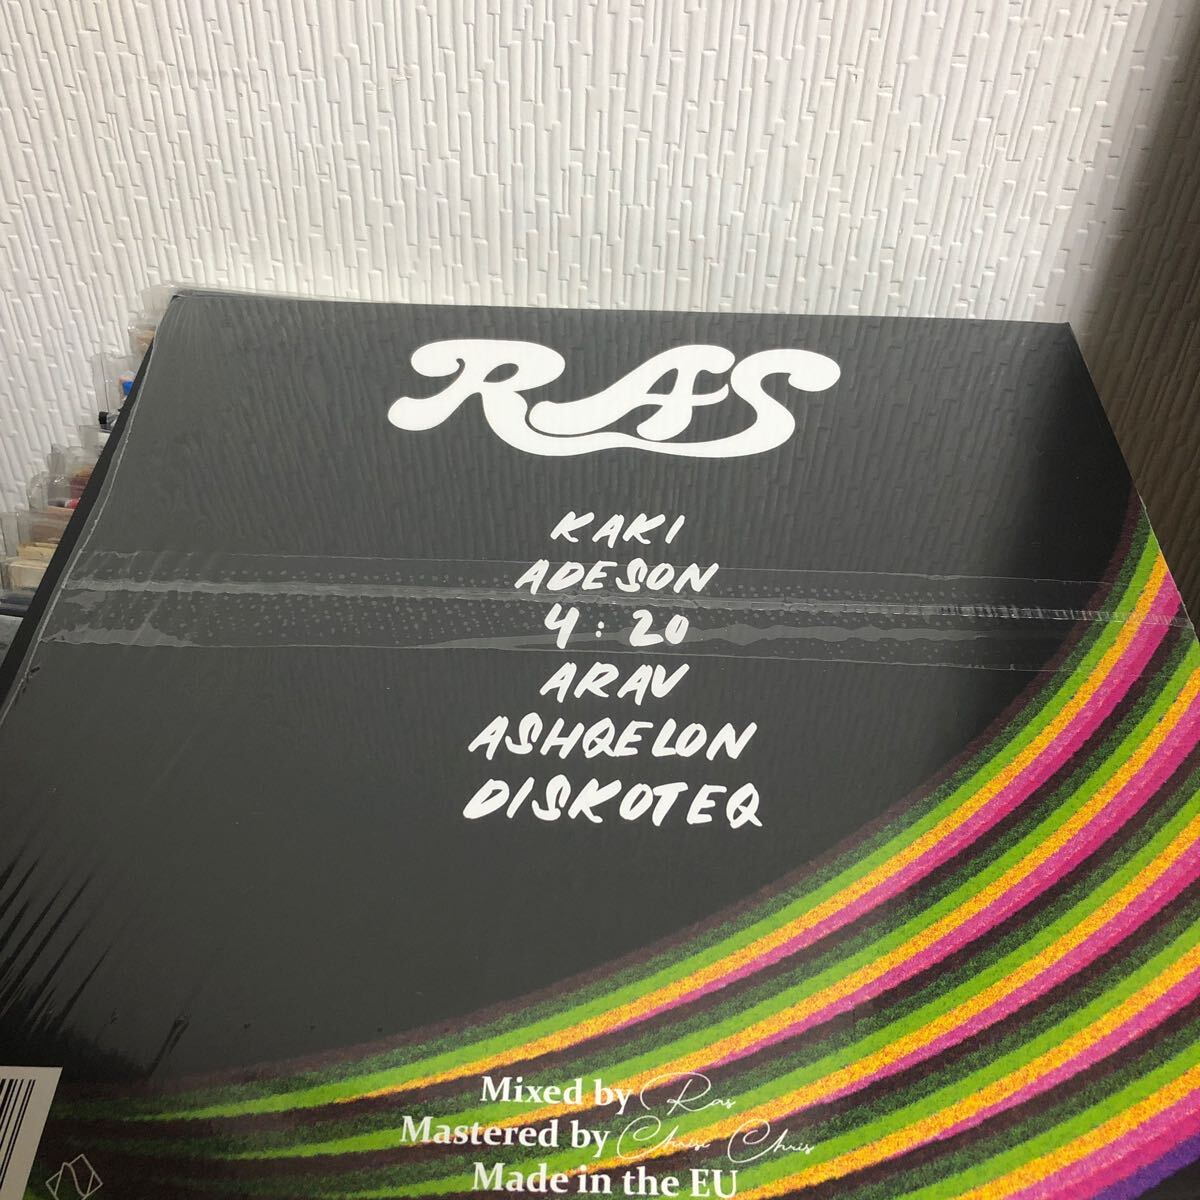 RAS
KAKI
ADESON
4:20
ARAV
ASHQELON
DISKOTEQ
Mixed by Ras
Mastered by Chris Chris
Made in the EU